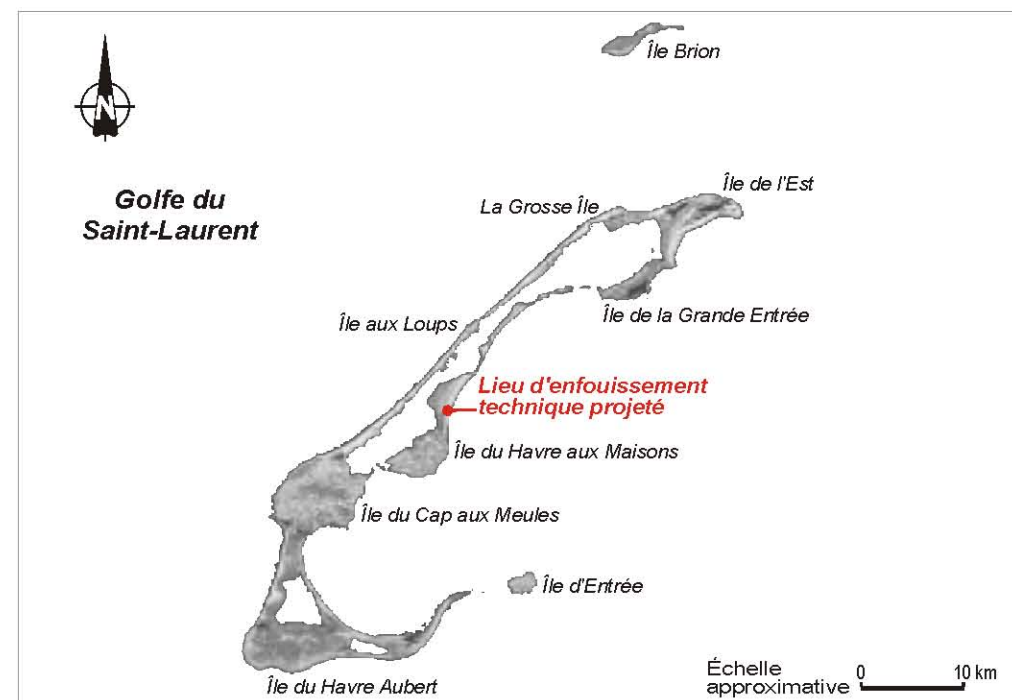 Île Brion
N
Golfe du
Saint-Laurent
Île de l'Est
La Grosse Île
Île de la Grande Entrée
Île aux Loups
Lieu d'enfouissement
technique projeté
Île du Havre aux Maisons
Île du Cap aux Meules
Île d'Entrée
Île du Havre Aubert
Échelle
approximative
0 10 km